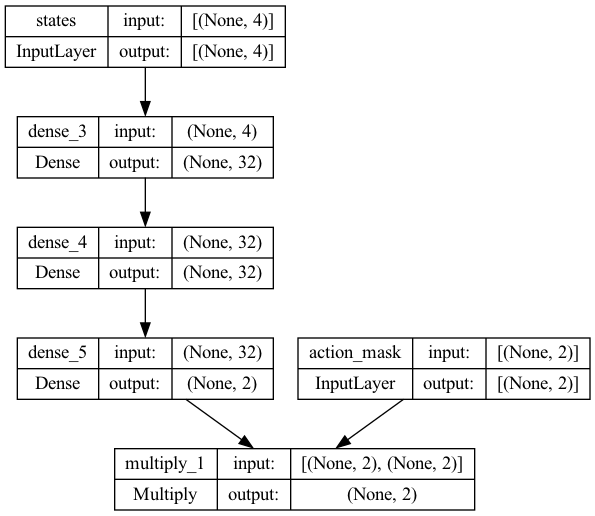 states input: [(None, 4)]
InputLayer output: [(None, 4)]
dense_3 input: (None, 4)
Dense output: (None, 32)
dense_4 input: (None, 32)
Dense output: (None, 32)
dense_5 input: (None, 32)
Dense output: (None, 2)
action_mask input: [(None, 2)]
InputLayer output: [(None, 2)]
multiply_1 input: [(None, 2), (None, 2)]
Multiply output: (None, 2)